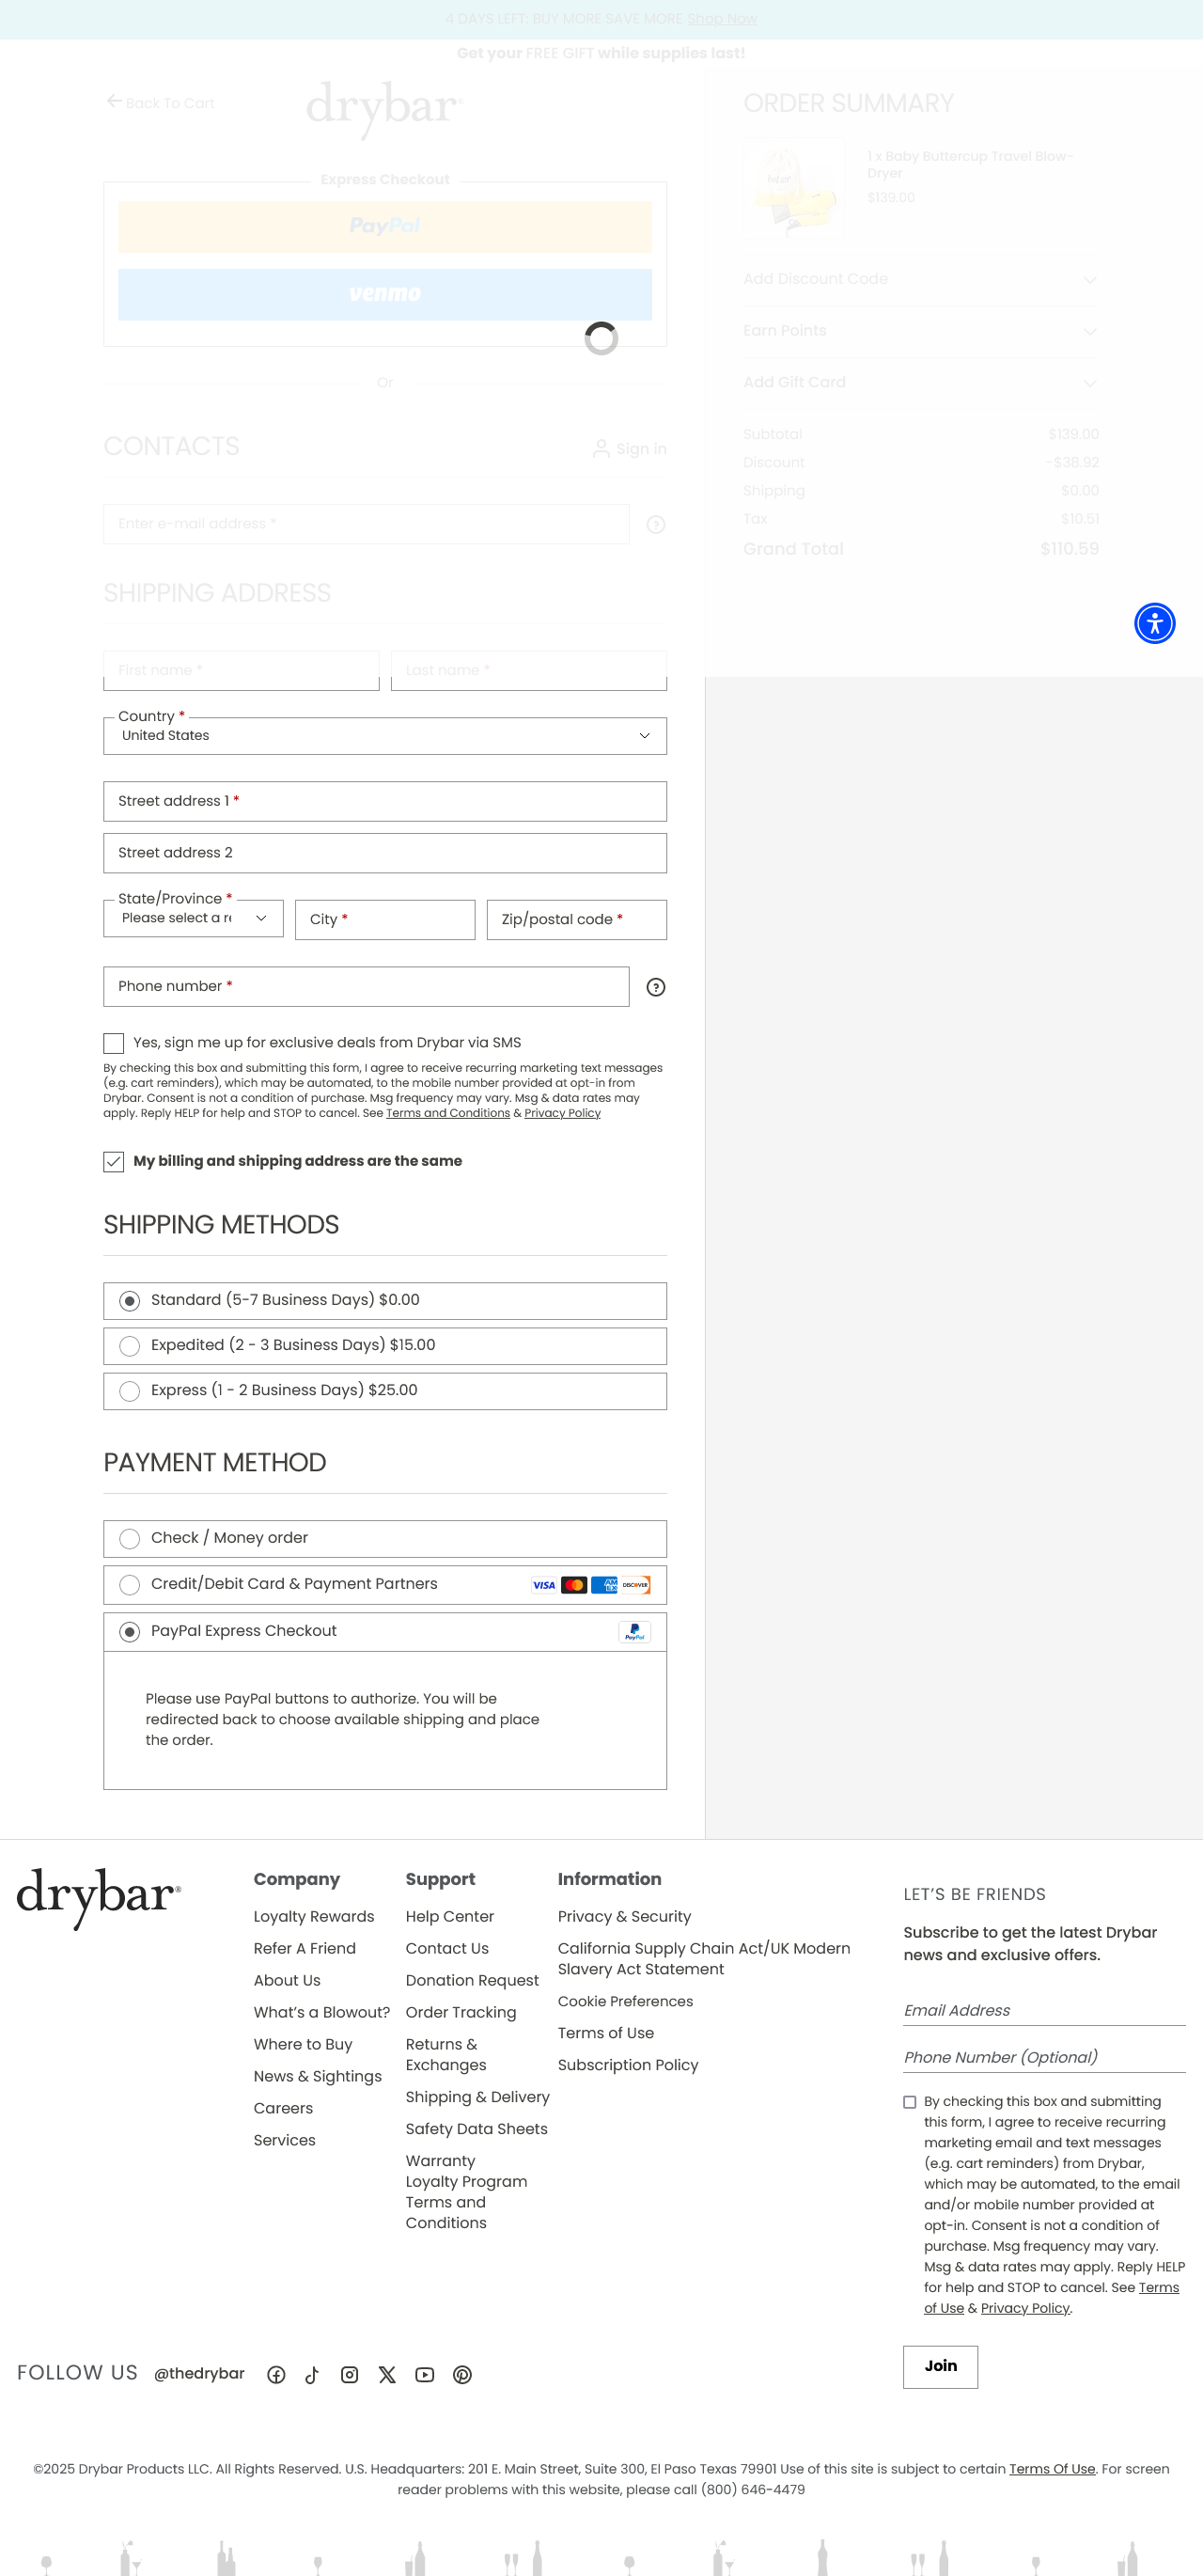 4 DAYS LEFT: BUY MORE SAVE MORE Shop Now
Get your FREE GIFT while supplies last!
Back To Cart
drybar®
Express Checkout
PayPal
venmo
Or
CONTACTS
Sign in
Enter e-mail address *
SHIPPING ADDRESS
First name *
Last name *
Country *
United States
Street address 1 *
Street address 2
State/Province *
Please select a re
City *
Zip/postal code *
Phone number *
Yes, sign me up for exclusive deals from Drybar via SMS
By checking this box and submitting this form, I agree to receive recurring marketing text messages
(e.g. cart reminders), which may be automated, to the mobile number provided at opt-in from
Drybar. Consent is not a condition of purchase. Msg frequency may vary. Msg & data rates may
apply. Reply HELP for help and STOP to cancel. See Terms and Conditions & Privacy Policy
My billing and shipping address are the same
SHIPPING METHODS
Standard (5-7 Business Days) $0.00
Expedited (2 - 3 Business Days) $15.00
Express (1 - 2 Business Days) $25.00
PAYMENT METHOD
Check / Money order
Credit/Debit Card & Payment Partners
VISA
AMEX
DISCOVER
PayPal Express Checkout
PayPal
Please use PayPal buttons to authorize. You will be
redirected back to choose available shipping and place
the order.
ORDER SUMMARY
1 x Baby Buttercup Travel Blow-
Dryer
$139.00
Add Discount Code
Earn Points
Add Gift Card
Subtotal $139.00
Discount -$38.92
Shipping $0.00
Tax $10.51
Grand Total $110.59
drybar®
Company
Loyalty Rewards
Refer A Friend
About Us
What's a Blowout?
Where to Buy
News & Sightings
Careers
Services
Support
Help Center
Contact Us
Donation Request
Order Tracking
Returns &
Exchanges
Shipping & Delivery
Safety Data Sheets
Warranty
Loyalty Program
Terms and
Conditions
Information
Privacy & Security
California Supply Chain Act/UK Modern
Slavery Act Statement
Cookie Preferences
Terms of Use
Subscription Policy
LET'S BE FRIENDS
Subscribe to get the latest Drybar
news and exclusive offers.
Email Address
Phone Number (Optional)
By checking this box and submitting
this form, I agree to receive recurring
marketing email and text messages
(e.g. cart reminders) from Drybar,
which may be automated, to the email
and/or mobile number provided at
opt-in. Consent is not a condition of
purchase. Msg frequency may vary.
Msg & data rates may apply. Reply HELP
for help and STOP to cancel. See Terms
of Use & Privacy Policy.
Join
FOLLOW US @thedrybar
©2025 Drybar Products LLC. All Rights Reserved. U.S. Headquarters: 201 E. Main Street, Suite 300, El Paso Texas 79901 Use of this site is subject to certain Terms Of Use. For screen
reader problems with this website, please call (800) 646-4479